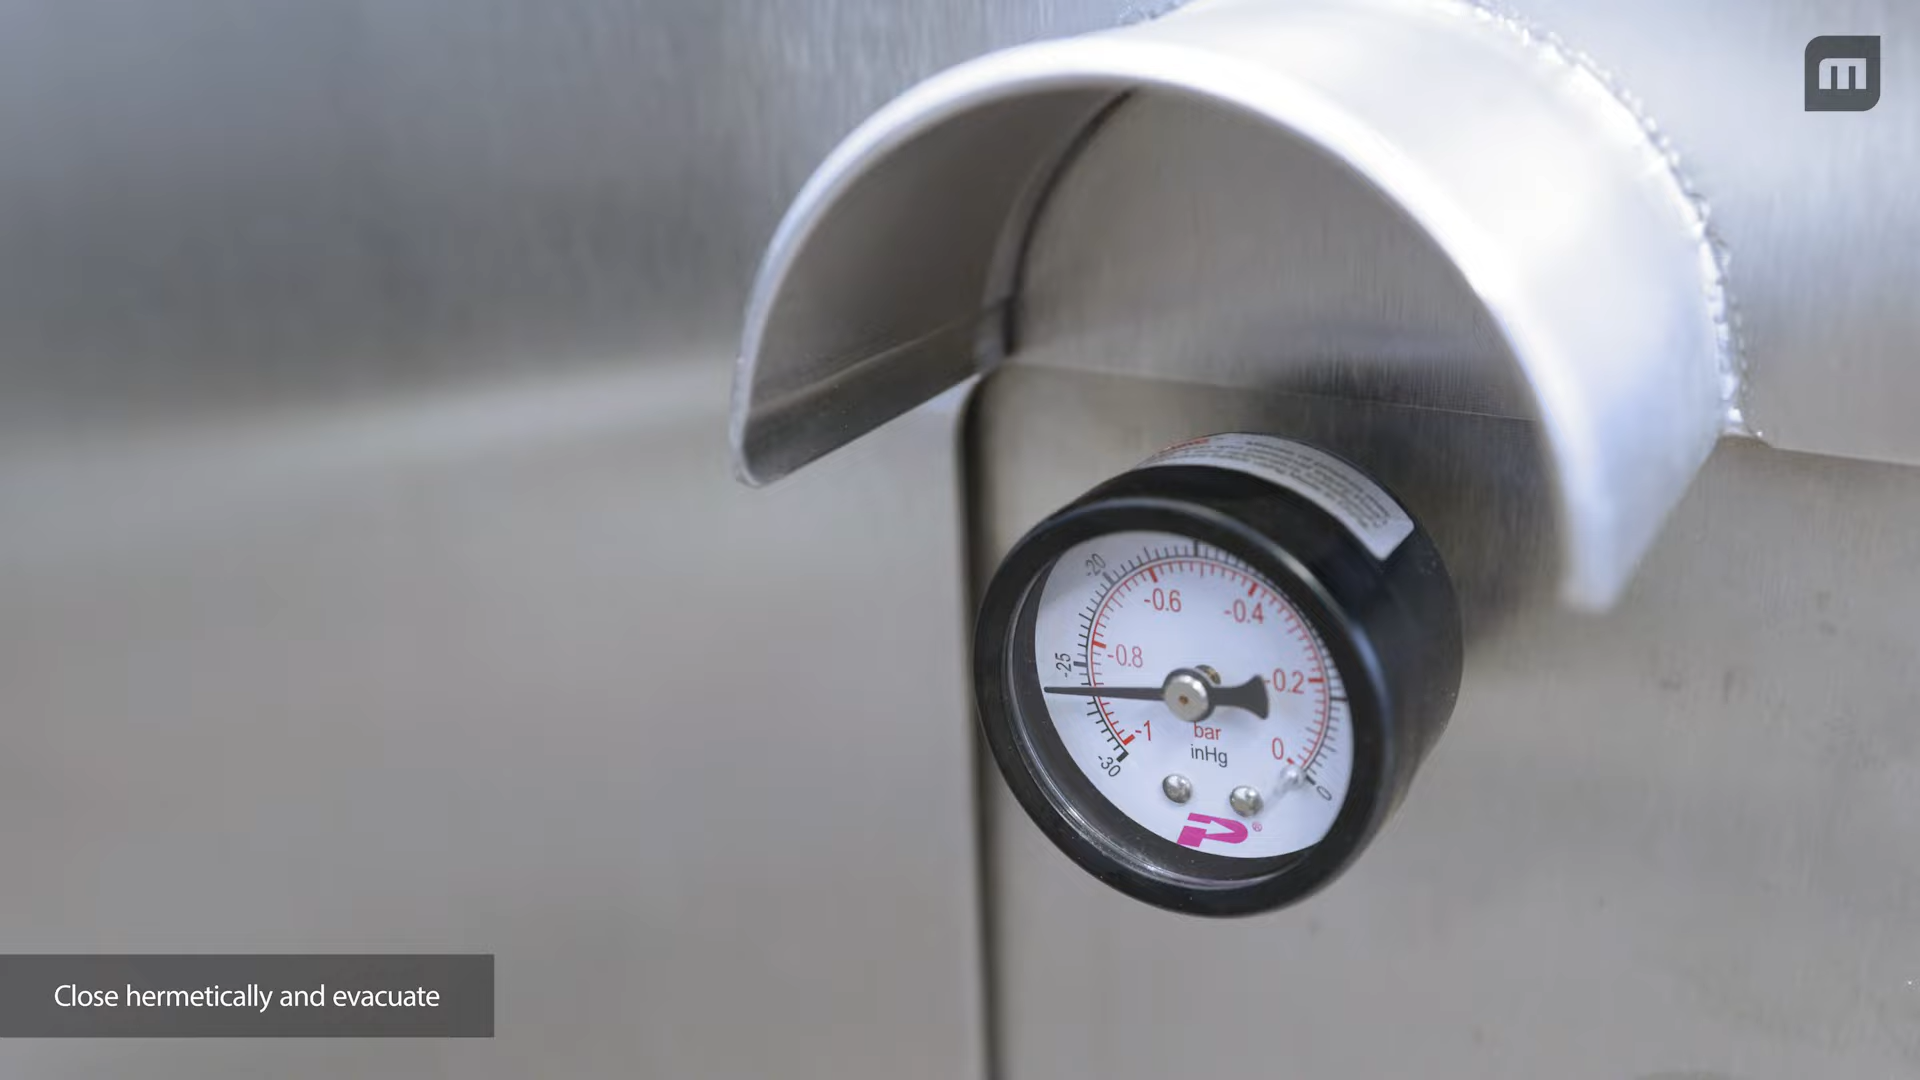 m
-20
-0.6
-0.4
-25
-0.8
-0.2
-1
bar
0
inHg
-30
0
P®
Close hermetically and evacuate